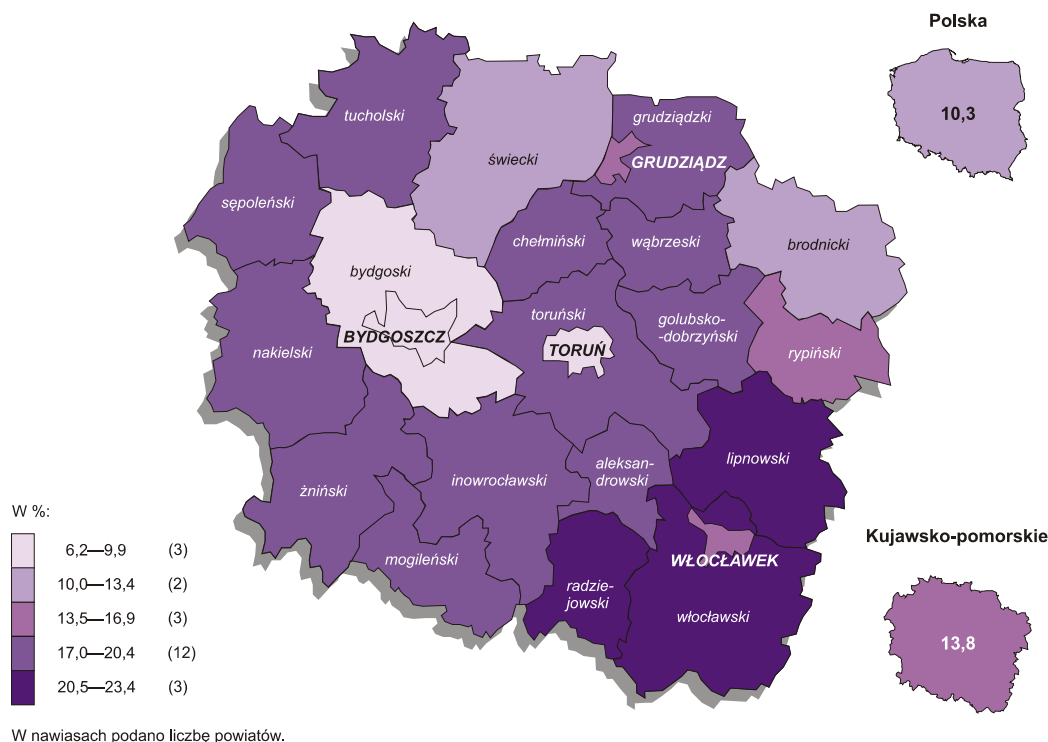 Polska
10,3
tucholski
grudziądzki
GRUDZIĄDZ
świecki
sępoleński
chełmiński
wąbrzeski
brodnicki
bydgoski
BYDGOSZCZ
toruński
TORUŃ
golubsko-
-dobrzyński
rypiński
nakielski
lipnowski
aleksan-
drowski
inowrocławski
żniński
mogileński
radzie-
jowski
WŁOCŁAWEK
włocławski
Kujawsko-pomorskie
13,8
W %:
6,2—9,9 (3)
10,0—13,4 (2)
13,5—16,9 (3)
17,0—20,4 (12)
20,5—23,4 (3)
W nawiasach podano liczbę powiatów.